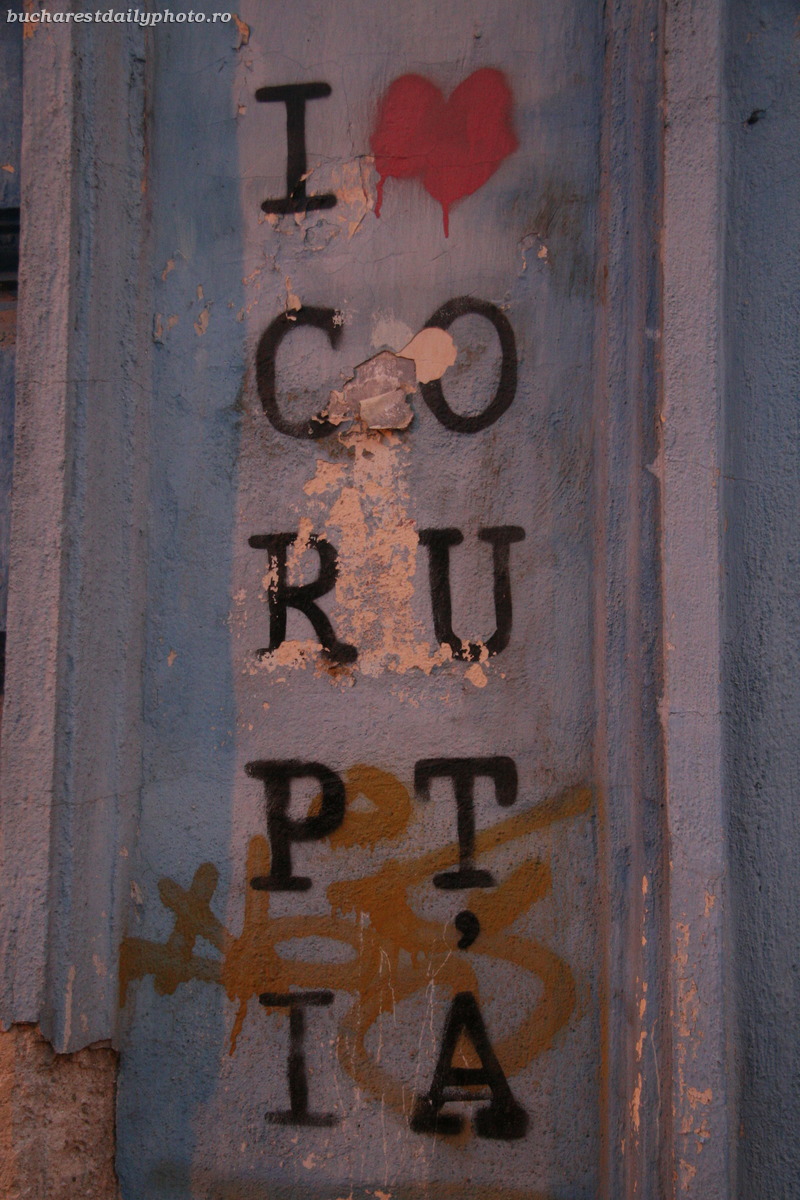 bucharestdailyphoto.ro
I ❤
CO
RU
PȚ
IA